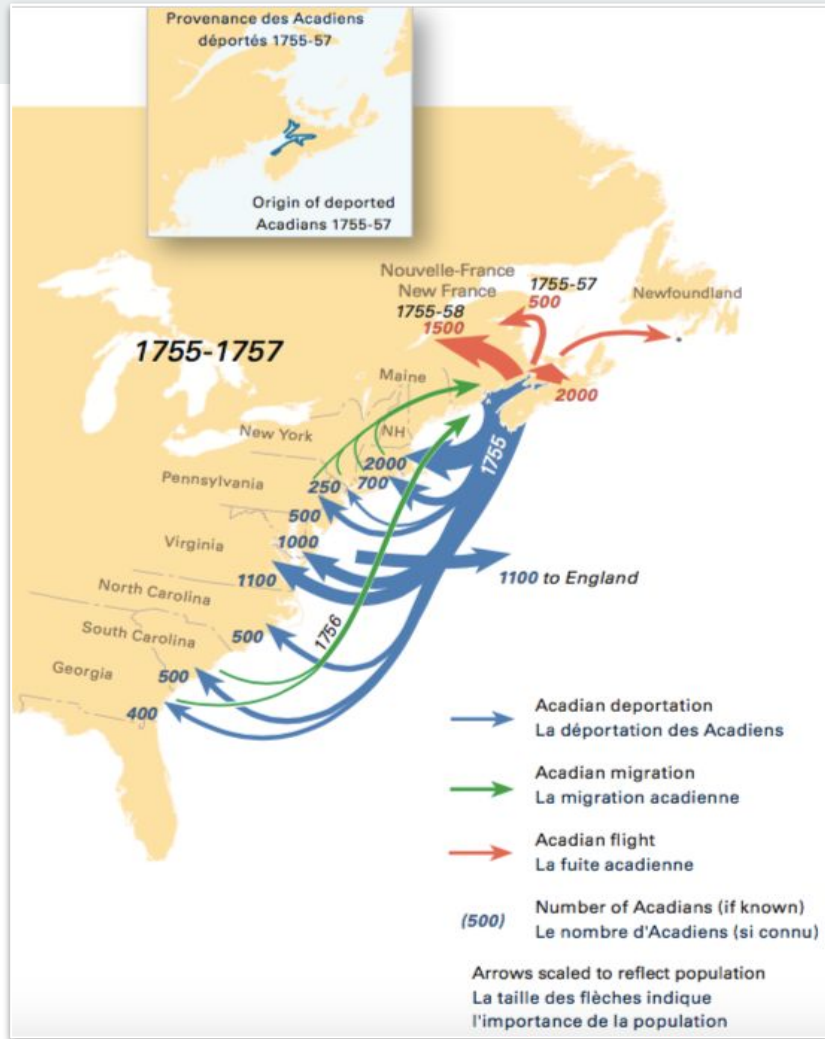 Provenance des Acadiens
déportés 1755-57
Origin of deported
Acadians 1755-57
Nouvelle-France
New France
1755-58
1500
1755-57
500
Newfoundland
1755-1757
Maine
2000
New York
NH
2000
1755
Pennsylvania
250
700
500
Virginia
1000
1100
1100 to England
North Carolina
1756
South Carolina
500
Georgia
500
400
Acadian deportation
La déportation des Acadiens
Acadian migration
La migration acadienne
Acadian flight
La fuite acadienne
(500)
Number of Acadians (if known)
Le nombre d'Acadiens (si connu)
Arrows scaled to reflect population
La taille des flèches indique
l'importance de la population